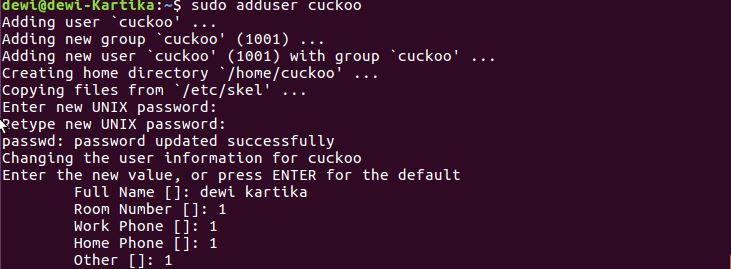 dewi@dewi-Kartika:~$ sudo adduser cuckoo
Adding user `cuckoo' ...
Adding new group `cuckoo' (1001) ...
Adding new user `cuckoo' (1001) with group `cuckoo' ...
Creating home directory `/home/cuckoo' ...
Copying files from `/etc/skel' ...
Enter new UNIX password:
Retype new UNIX password:
passwd: password updated successfully
Changing the user information for cuckoo
Enter the new value, or press ENTER for the default
Full Name []: dewi kartika
Room Number []: 1
Work Phone []: 1
Home Phone []: 1
Other []: 1